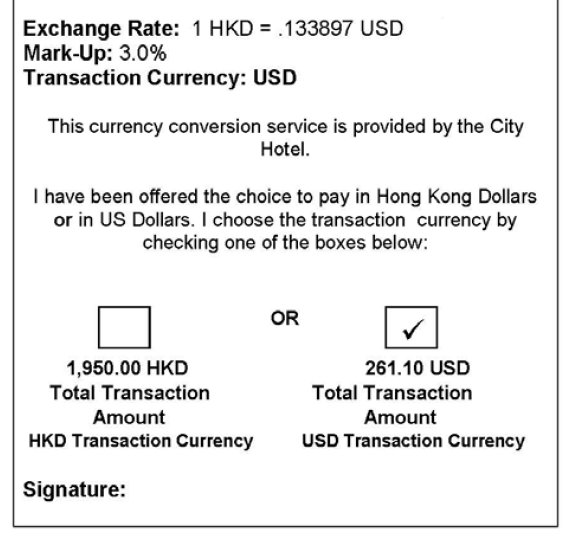 Exchange Rate: 1 HKD = .133897 USD
Mark-Up: 3.0%
Transaction Currency: USD
This currency conversion service is provided by the City
Hotel.
I have been offered the choice to pay in Hong Kong Dollars
or in US Dollars. I choose the transaction currency by
checking one of the boxes below:
OR
✓
1,950.00 HKD
Total Transaction
Amount
HKD Transaction Currency
261.10 USD
Total Transaction
Amount
USD Transaction Currency
Signature: